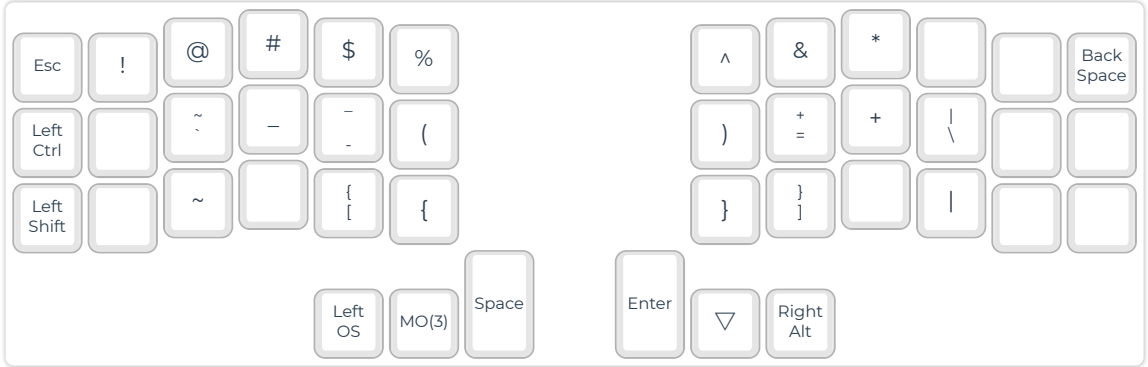 Esc ! @ # $ % ^ & * Back Space
Left Ctrl ~ ` _ _ - ( ) + = + | \
Left Shift ~ { [ { } } ] |
Left OS MO(3) Space Enter ▽ Right Alt